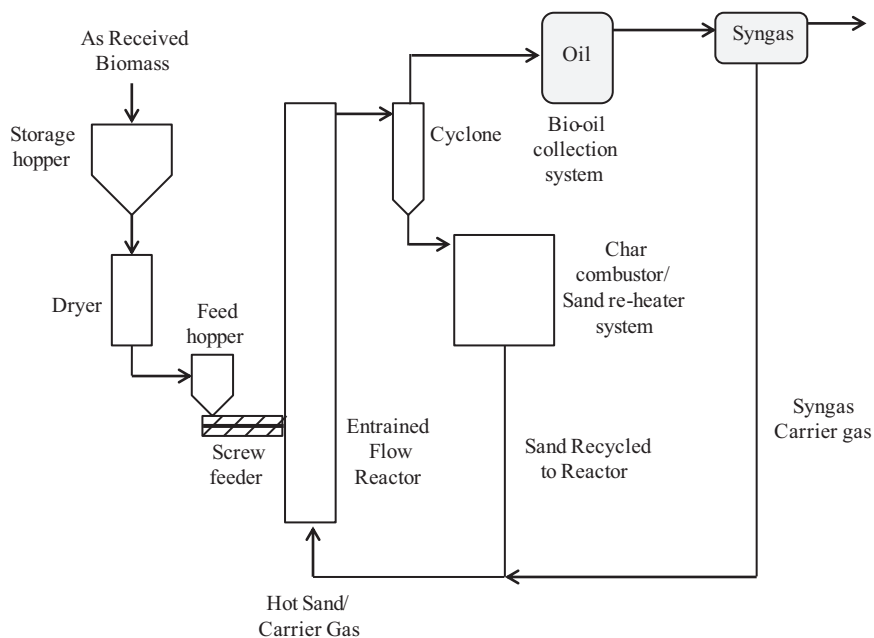 As Received
Biomass
Storage
hopper
Dryer
Feed
hopper
Screw
feeder
Entrained
Flow
Reactor
Hot Sand/
Carrier Gas
Cyclone
Oil
Bio-oil
collection
system
Syngas
Char
combustor/
Sand re-heater
system
Sand Recycled
to Reactor
Syngas
Carrier gas